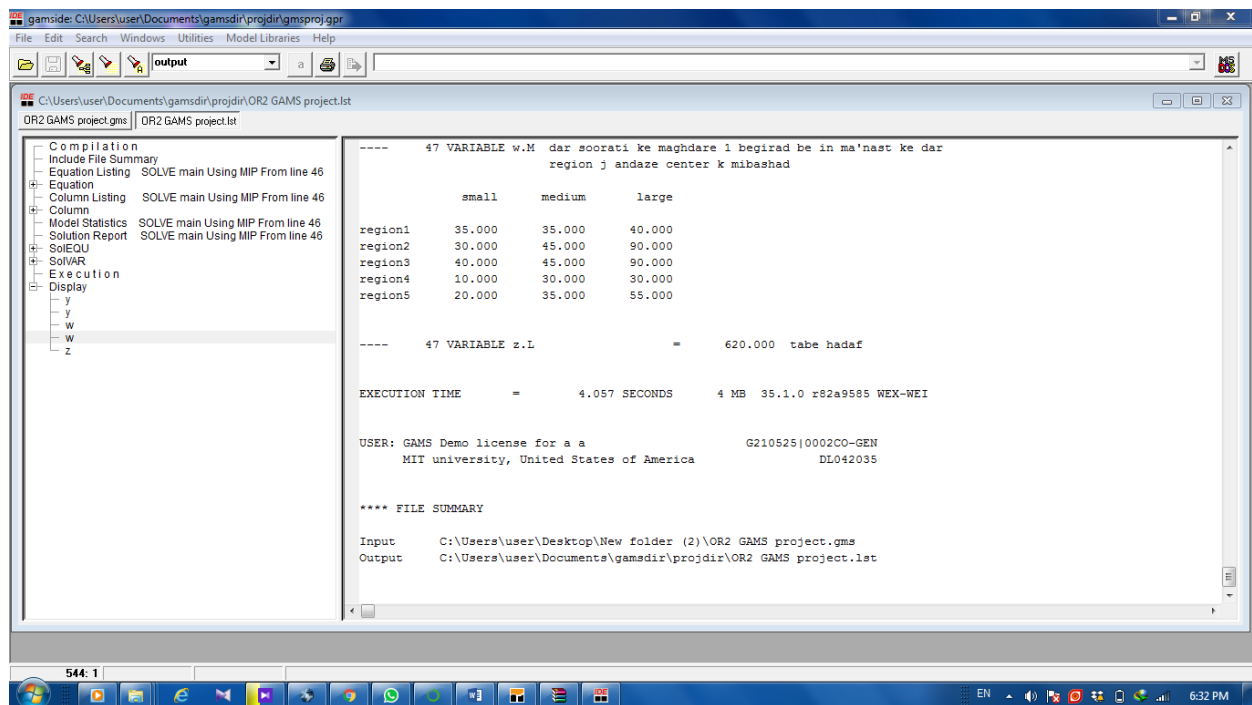 gamside: C:\Users\user\Documents\gamsdir\projdir\gmsproj.gpr
File Edit Search Windows Utilities Model Libraries Help
output
a
C:\Users\user\Documents\gamsdir\projdir\OR2 GAMS project.lst
OR2 GAMS project.gms OR2 GAMS project.lst
Compilation
Include File Summary
Equation Listing SOLVE main Using MIP From line 46
Equation
Column Listing SOLVE main Using MIP From line 46
Column
Model Statistics SOLVE main Using MIP From line 46
Solution Report SOLVE main Using MIP From line 46
SolEQU
SolVAR
Execution
Display
y
y
w
w
z
---- 47 VARIABLE w.M dar soorati ke maghdare 1 begirad be in ma'nast ke dar
region j andaze center k mibashad
small medium large
region1 35.000 35.000 40.000
region2 30.000 45.000 90.000
region3 40.000 45.000 90.000
region4 10.000 30.000 30.000
region5 20.000 35.000 55.000
---- 47 VARIABLE z.L = 620.000 tabe hadaf
EXECUTION TIME = 4.057 SECONDS 4 MB 35.1.0 r82a9585 WEX-WEI
USER: GAMS Demo license for a a G210525|0002CO-GEN
MIT university, United States of America DL042035
**** FILE SUMMARY
Input C:\Users\user\Desktop\New folder (2)\OR2 GAMS project.gms
Output C:\Users\user\Documents\gamsdir\projdir\OR2 GAMS project.lst
544: 1
EN 6:32 PM